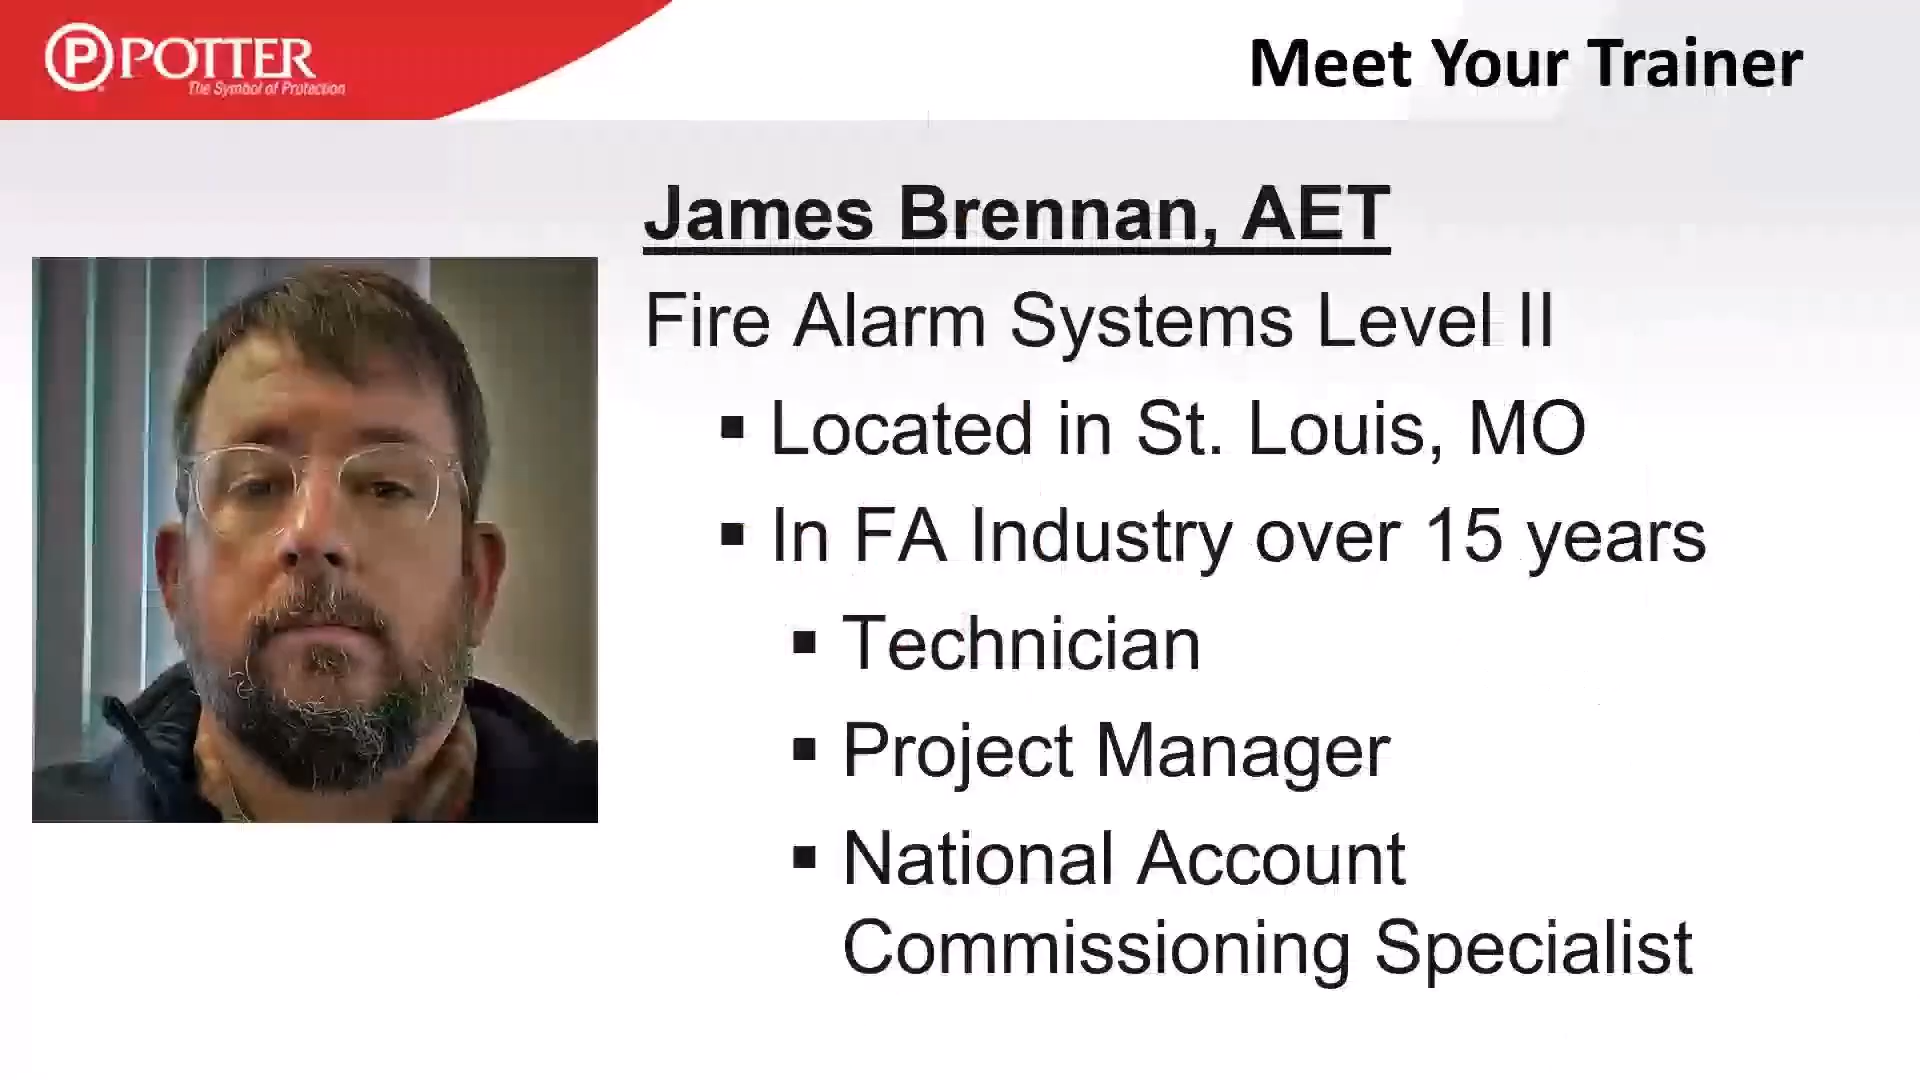 POTTER
The Symbol of Protection
Meet Your Trainer
James Brennan, AET
Fire Alarm Systems Level II
▪ Located in St. Louis, MO
▪ In FA Industry over 15 years
▪ Technician
▪ Project Manager
▪ National Account
Commissioning Specialist